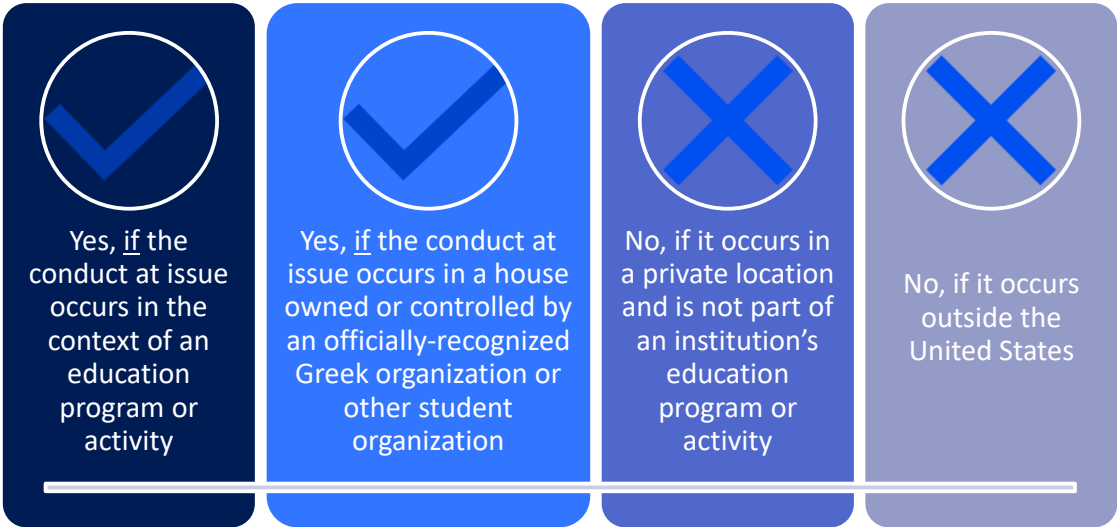 Yes, if the
conduct at issue
occurs in the
context of an
education
program or
activity
Yes, if the conduct at
issue occurs in a house
owned or controlled by
an officially-recognized
Greek organization or
other student
organization
No, if it occurs in
a private location
and is not part of
an institution’s
education
program or
activity
No, if it occurs
outside the
United States